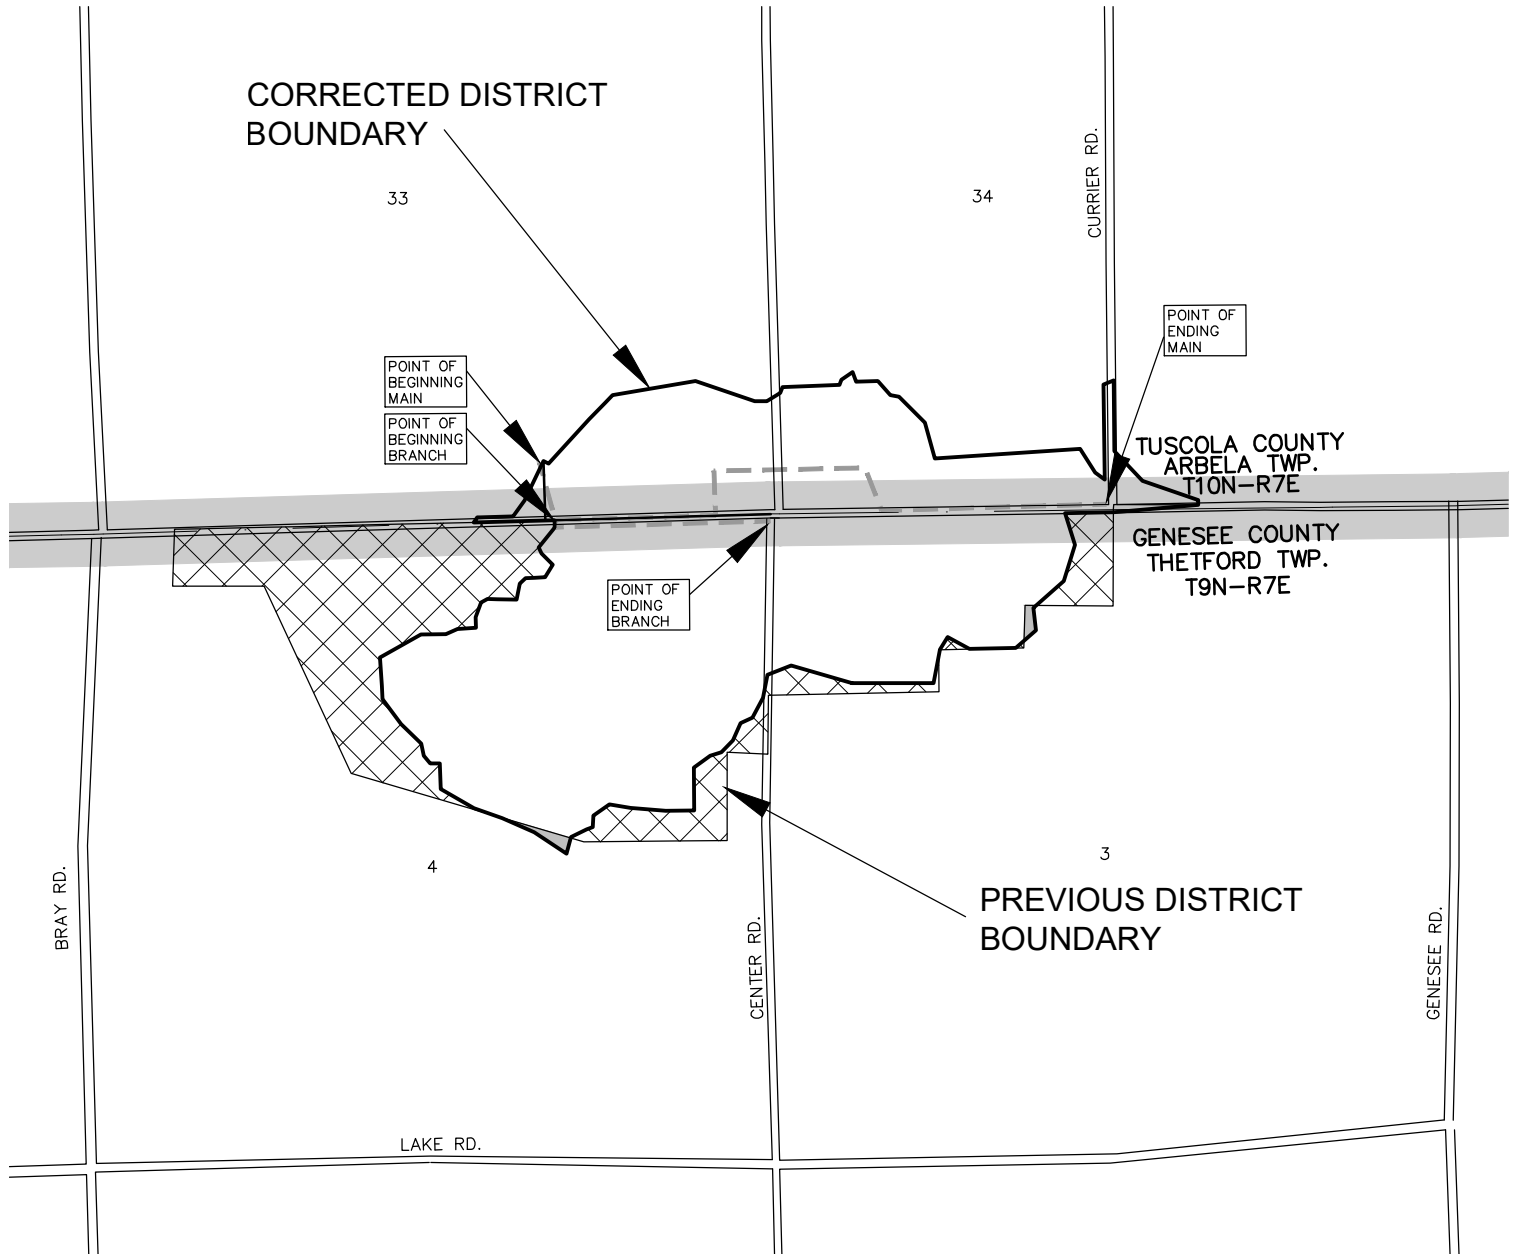 CORRECTED DISTRICT
BOUNDARY
33
34
CURRIER RD.
POINT OF
ENDING
MAIN
POINT OF
BEGINNING
MAIN
POINT OF
BEGINNING
BRANCH
TUSCOLA COUNTY
ARBELA TWP.
T10N-R7E
GENESEE COUNTY
THETFORD TWP.
T9N-R7E
POINT OF
ENDING
BRANCH
4
3
PREVIOUS DISTRICT
BOUNDARY
BRAY RD.
CENTER RD.
GENESEE RD.
LAKE RD.